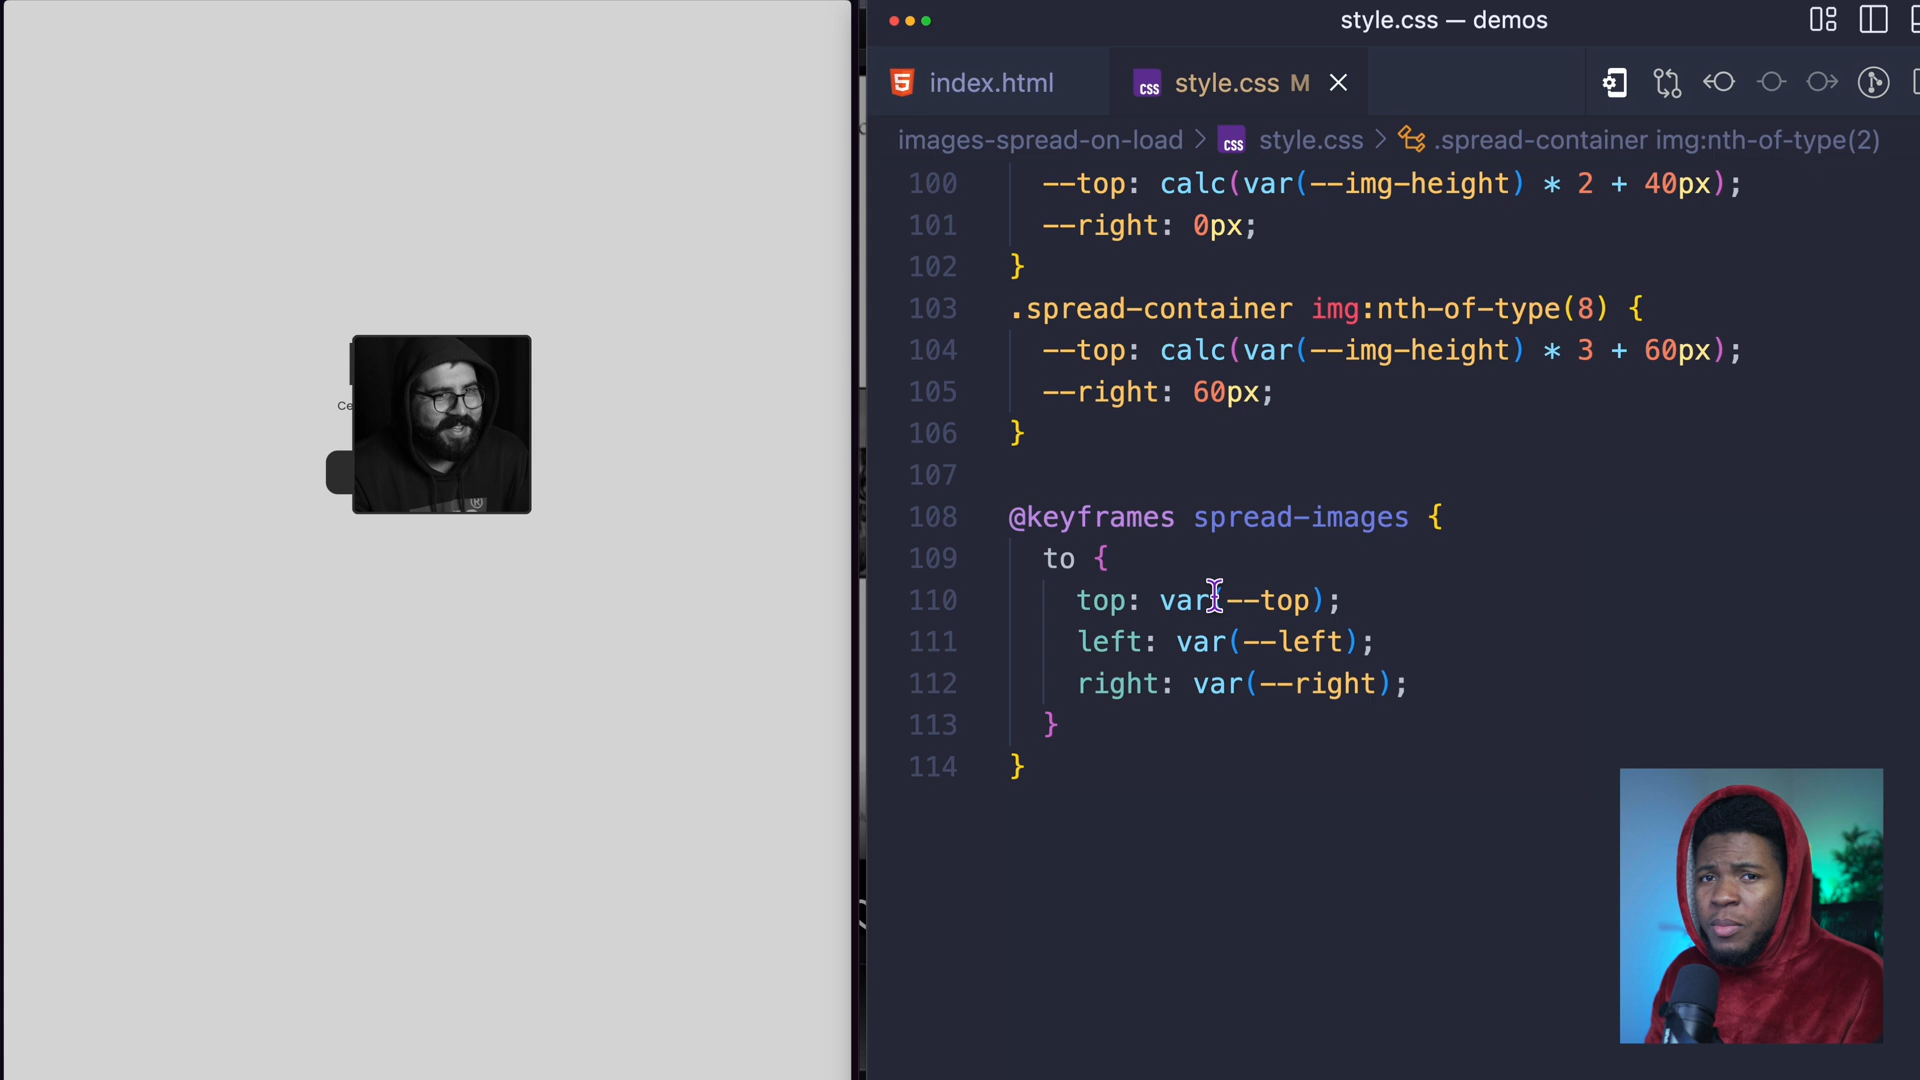 Ce
®
style.css — demos
index.html
css style.css M
images-spread-on-load > css style.css > .spread-container img:nth-of-type(2)
100 --top: calc(var(--img-height) * 2 + 40px);
101 --right: 0px;
102 }
103 .spread-container img:nth-of-type(8) {
104 --top: calc(var(--img-height) * 3 + 60px);
105 --right: 60px;
106 }
107
108 @keyframes spread-images {
109 to {
110 top: var(--top);
111 left: var(--left);
112 right: var(--right);
113 }
114 }